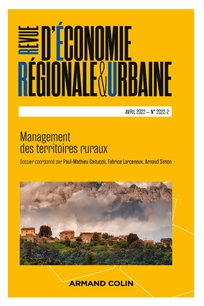 REVUE
D'ÉCONOMIE
RÉGIONALE & URBAINE
AVRIL 2022 – N° 2022-2
Management
des territoires ruraux
Dossier coordonné par Paul-Mathieu Calsucoli, Fabrice Larceneux, Arnaud Simon
ARMAND COLIN